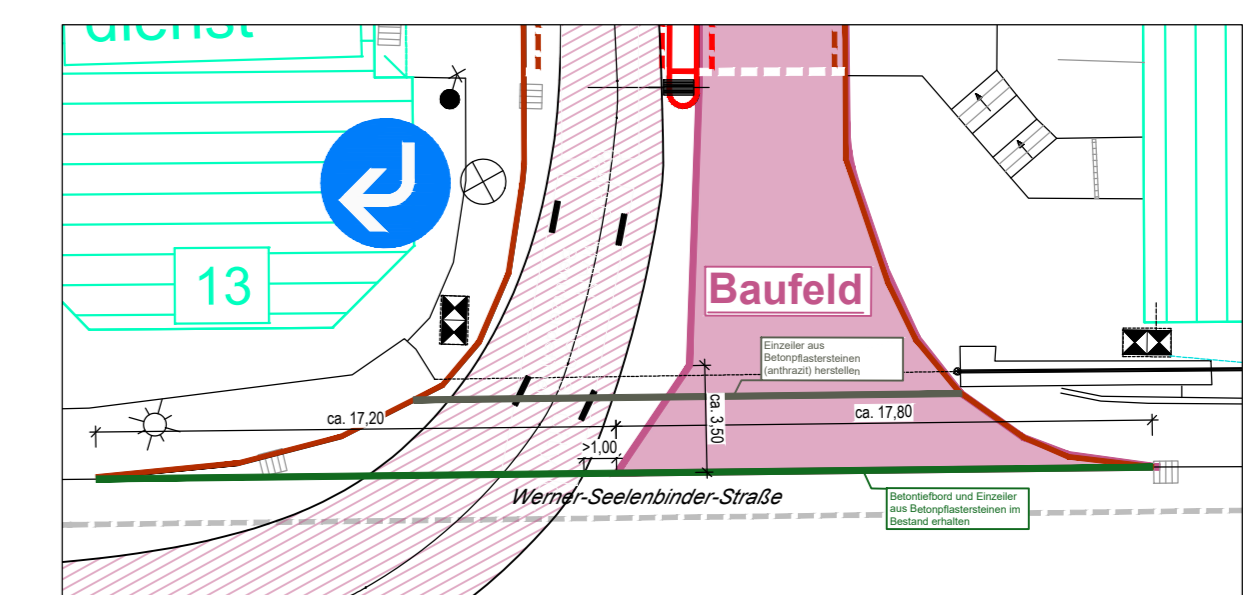 dienst
13
Baufeld
Einzeiler aus
Betonpflastersteinen
(anthrazit) herstellen
ca. 17,20
ca. 3,50
ca. 17,80
>1,00
Werner-Seelenbinder-Straße
Betontiefbord und Einzeiler
aus Betonpflastersteinen im
Bestand erhalten